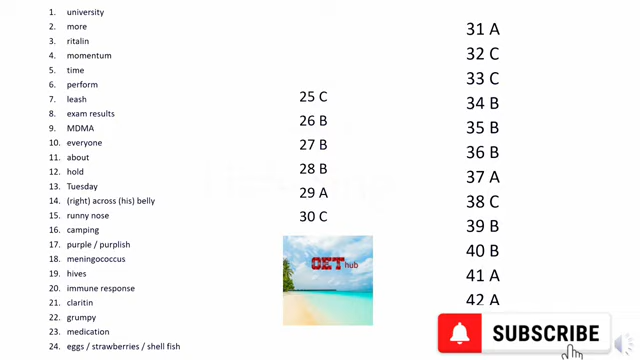 1. university
2. more
3. ritalin
4. momentum
5. time
6. perform
7. leash
8. exam results
9. MDMA
10. everyone
11. about
12. hold
13. Tuesday
14. (right) across (his) belly
15. runny nose
16. camping
17. purple / purplish
18. meningococcus
19. hives
20. immune response
21. claritin
22. grumpy
23. medication
24. eggs / strawberries / shell fish
25 C
26 B
27 B
28 B
29 A
30 C
OET hub
31 A
32 C
33 C
34 B
35 B
36 B
37 A
38 C
39 B
40 B
41 A
42 A
SUBSCRIBE